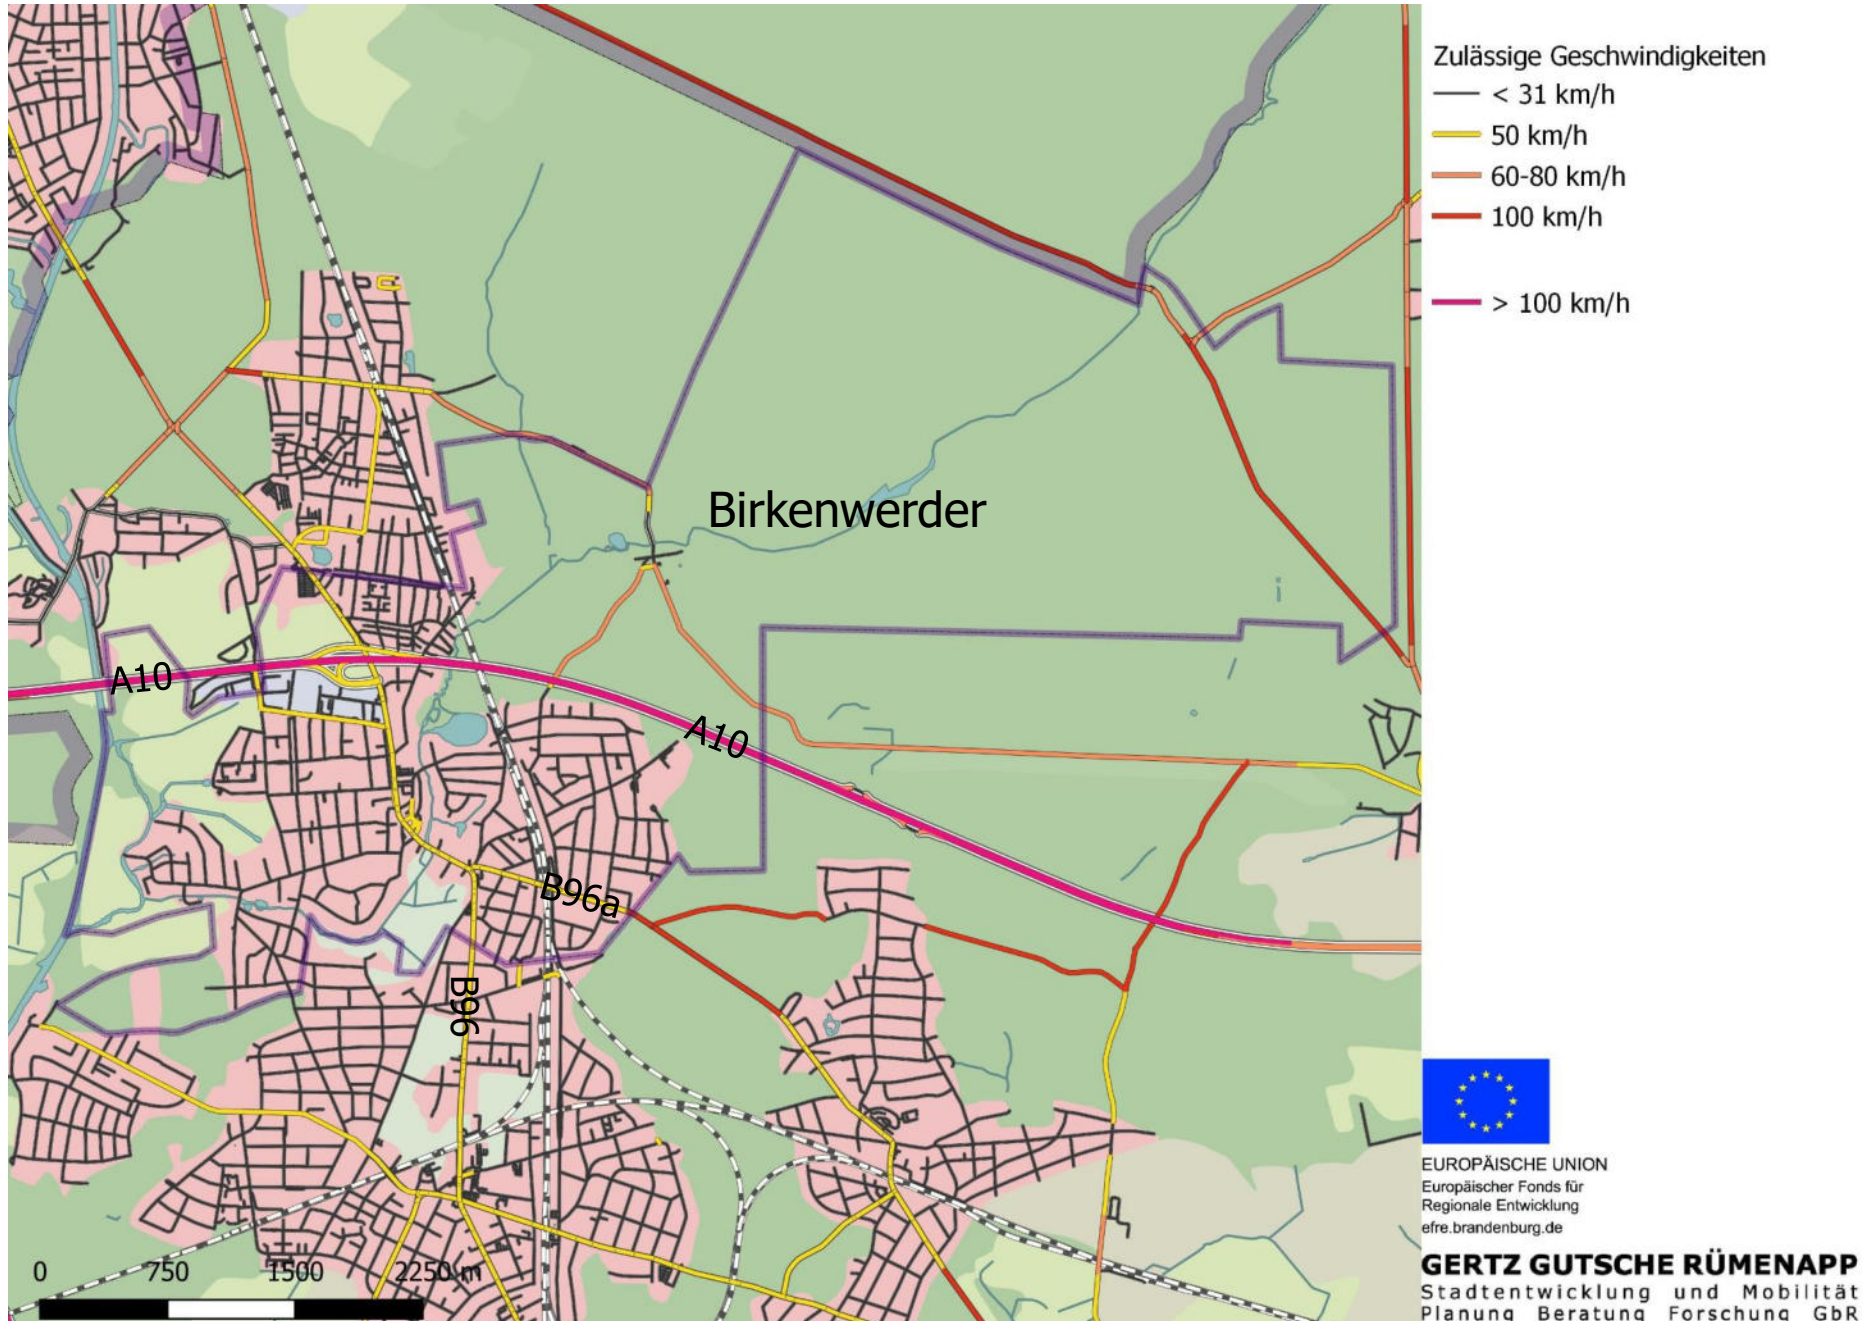 Zulässige Geschwindigkeiten
< 31 km/h
50 km/h
60-80 km/h
100 km/h
> 100 km/h
Birkenwerder
A10
A10
B96a
B96
0 750 1500 2250 m
EUROPÄISCHE UNION
Europäischer Fonds für
Regionale Entwicklung
efre.brandenburg.de
GERTZ GUTSCHE RÜMENAPP
Stadtentwicklung und Mobilität
Planung Beratung Forschung GbR